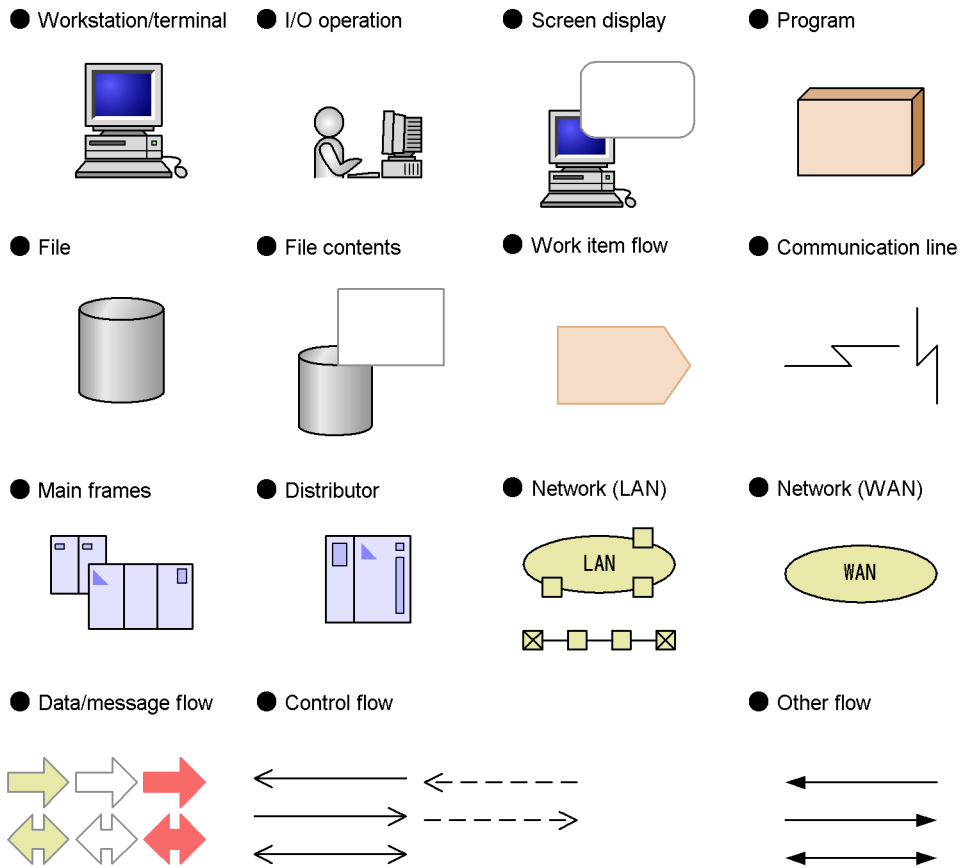 ● Workstation/terminal
● I/O operation
● Screen display
● Program
● File
● File contents
● Work item flow
● Communication line
● Main frames
● Distributor
● Network (LAN)
● Network (WAN)
LAN
WAN
● Data/message flow
● Control flow
● Other flow